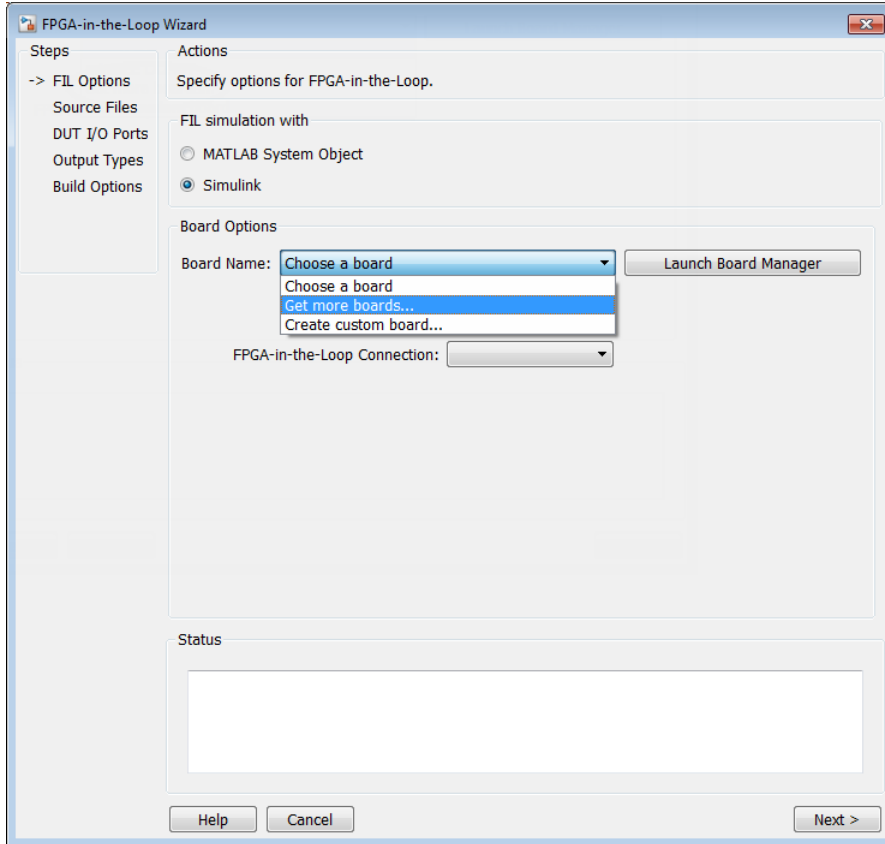 FPGA-in-the-Loop Wizard
Steps
-> FIL Options
Source Files
DUT I/O Ports
Output Types
Build Options
Actions
Specify options for FPGA-in-the-Loop.
FIL simulation with
MATLAB System Object
Simulink
Board Options
Board Name: Choose a board Launch Board Manager
Choose a board
Get more boards...
Create custom board...
FPGA-in-the-Loop Connection:
Status
Help Cancel Next >